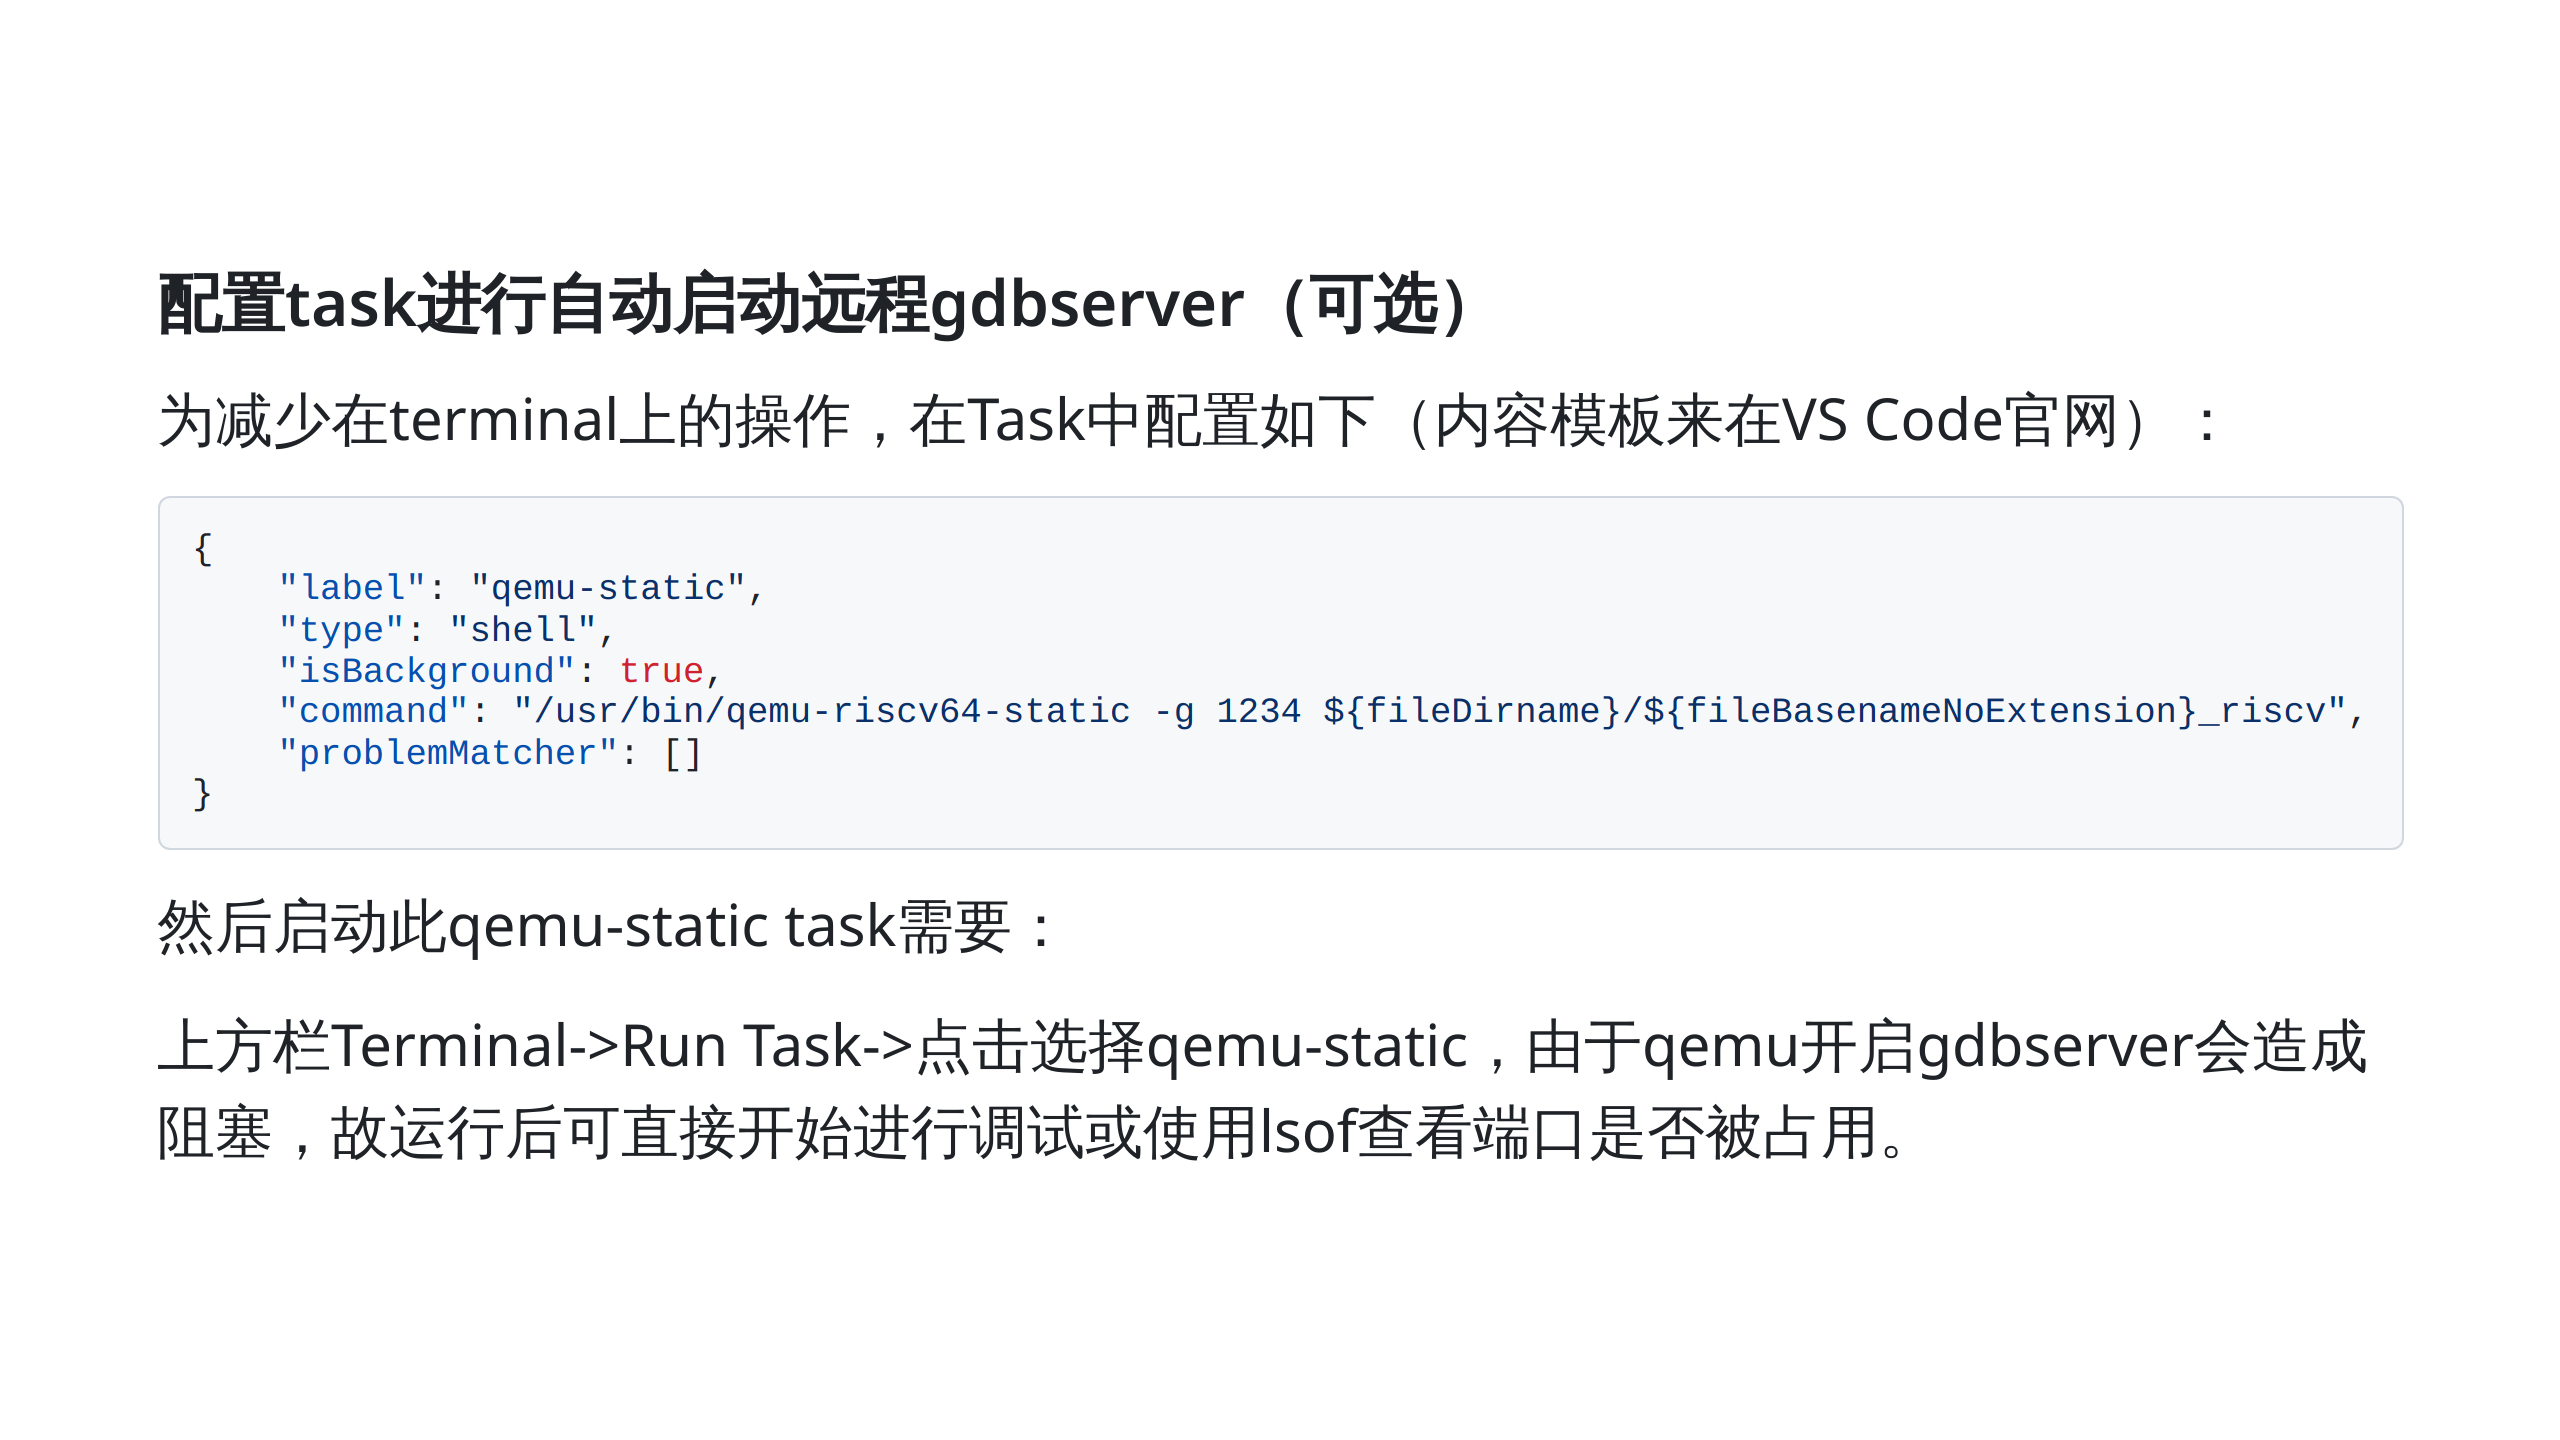 配置task进行自动启动远程gdbserver（可选）
为减少在terminal上的操作，在Task中配置如下（内容模板来在VS Code官网）：
{
    "label": "qemu-static",
    "type": "shell",
    "isBackground": true,
    "command": "/usr/bin/qemu-riscv64-static -g 1234 ${fileDirname}/${fileBasenameNoExtension}_riscv",
    "problemMatcher": []
}
然后启动此qemu-static task需要：
上方栏Terminal->Run Task->点击选择qemu-static，由于qemu开启gdbserver会造成
阻塞，故运行后可直接开始进行调试或使用lsof查看端口是否被占用。